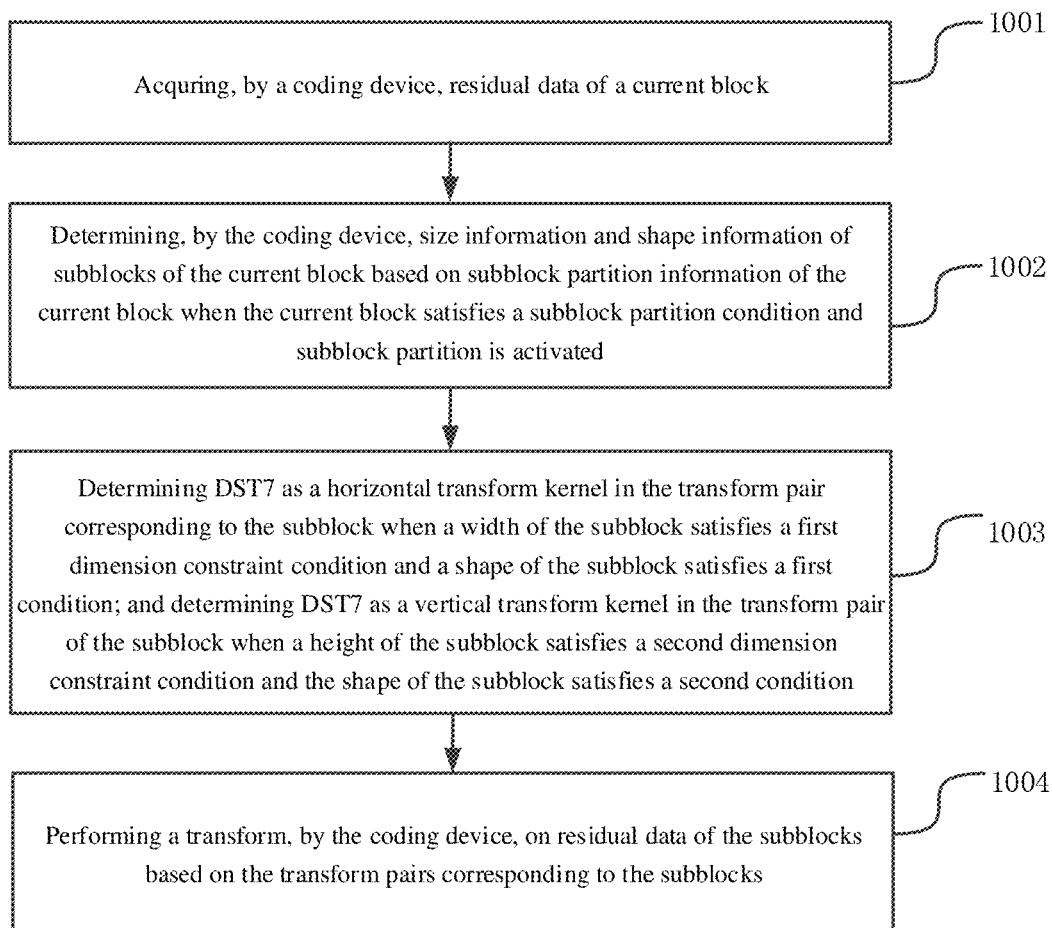 1001
Acquring, by a coding device, residual data of a current block
Determining, by the coding device, size information and shape information of
subblocks of the current block based on subblock partition information of the
current block when the current block satisfies a subblock partition condition and
subblock partition is activated
1002
Determining DST7 as a horizontal transform kernel in the transform pair
corresponding to the subblock when a width of the subblock satisfies a first
dimension constraint condition and a shape of the subblock satisfies a first
condition; and determining DST7 as a vertical transform kernel in the transform pair
of the subblock when a height of the subblock satisfies a second dimension
constraint condition and the shape of the subblock satisfies a second condition
1003
1004
Performing a transform, by the coding device, on residual data of the subblocks
based on the transform pairs corresponding to the subblocks